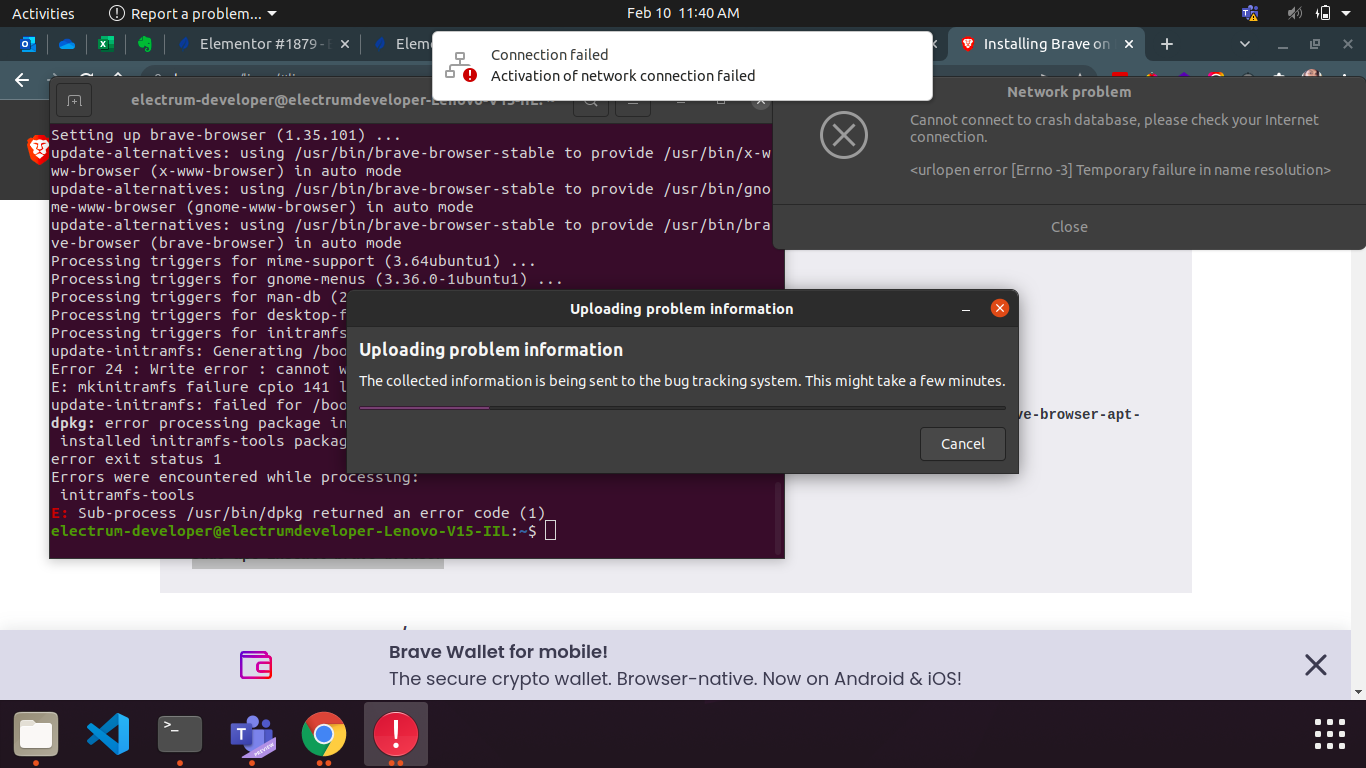 Activities
Report a problem...
Feb 10 11:40 AM
Elementor #1879 -
Elem
Installing Brave on
Connection failed
Activation of network connection failed
electrum-developer@electrumdeveloper-Lenovo-V15-IIL: ~
Network problem
Cannot connect to crash database, please check your Internet
connection.
<urlopen error [Errno -3] Temporary failure in name resolution>
Close
Setting up brave-browser (1.35.101) ...
update-alternatives: using /usr/bin/brave-browser-stable to provide /usr/bin/x-w
ww-browser (x-www-browser) in auto mode
update-alternatives: using /usr/bin/brave-browser-stable to provide /usr/bin/gno
me-www-browser (gnome-www-browser) in auto mode
update-alternatives: using /usr/bin/brave-browser-stable to provide /usr/bin/bra
ve-browser (brave-browser) in auto mode
Processing triggers for mime-support (3.64ubuntu1) ...
Processing triggers for gnome-menus (3.36.0-1ubuntu1) ...
Processing triggers for man-db (2
Processing triggers for desktop-f
Processing triggers for initramfs
update-initramfs: Generating /boo
Error 24 : Write error : cannot w
E: mkinitramfs failure cpio 141 l
update-initramfs: failed for /boo
dpkg: error processing package in
installed initramfs-tools packag
error exit status 1
Errors were encountered while processing:
initramfs-tools
E: Sub-process /usr/bin/dpkg returned an error code (1)
electrum-developer@electrumdeveloper-Lenovo-V15-IIL:~$
Uploading problem information
Uploading problem information
The collected information is being sent to the bug tracking system. This might take a few minutes.
Cancel
ve-browser-apt-
Brave Wallet for mobile!
The secure crypto wallet. Browser-native. Now on Android & iOS!
PREVIEW